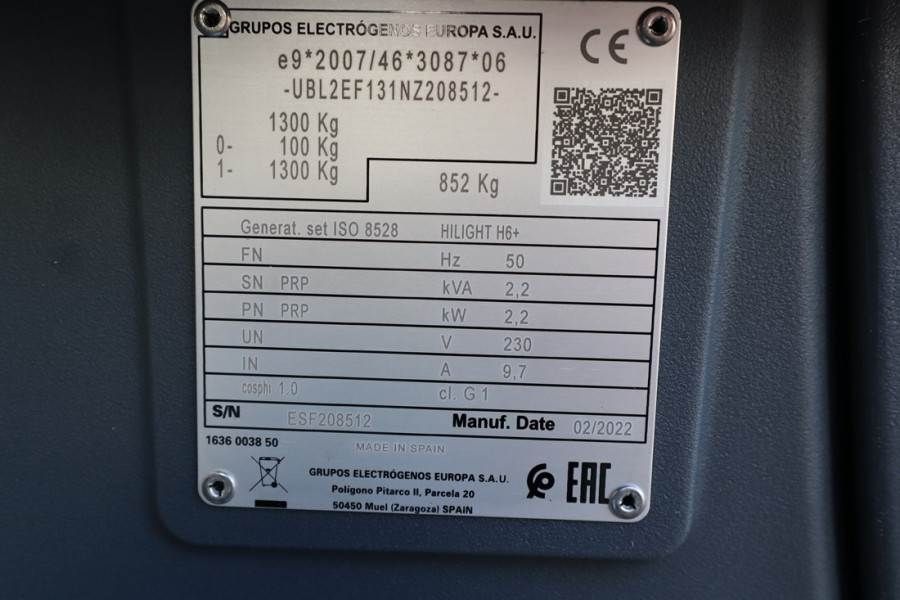 GRUPOS ELECTRÓGENOS EUROPA S.A.U.
e9*2007/46*3087*06
-UBL2EF131NZ208512-
1300 Kg
0- 100 Kg
1- 1300 Kg
852 Kg
CE
Generat. set ISO 8528 HILIGHT H6+
FN Hz 50
SN PRP kVA 2,2
PN PRP kW 2,2
UN V 230
IN A 9,7
cosphi 1.0 cl. G 1
S/N ESF208512 Manuf. Date 02/2022
1636 0038 50
MADE IN SPAIN
GRUPOS ELECTRÓGENOS EUROPA S.A.U.
Polígono Pitarco II, Parcela 20
50450 Muel (Zaragoza) SPAIN
EAC